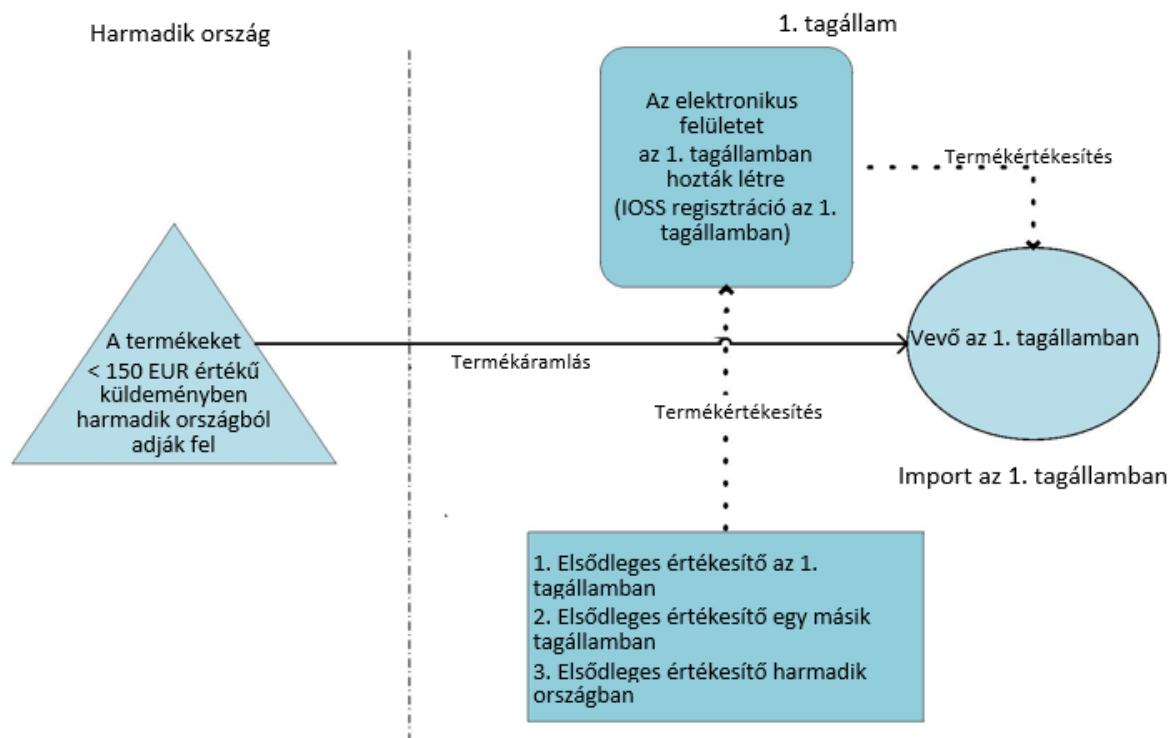 Harmadik ország
1. tagállam
Az elektronikus
felületet
az 1. tagállamban
hozták létre
(IOSS regisztráció az 1.
tagállamban)
Termékértékesítés
A termékeket
< 150 EUR értékű
küldeményben
harmadik országból
adják fel
Termékáramlás
Vevő az 1. tagállamban
Termékértékesítés
Import az 1. tagállamban
1. Elsődleges értékesítő az 1.
tagállamban
2. Elsődleges értékesítő egy másik
tagállamban
3. Elsődleges értékesítő harmadik
országban